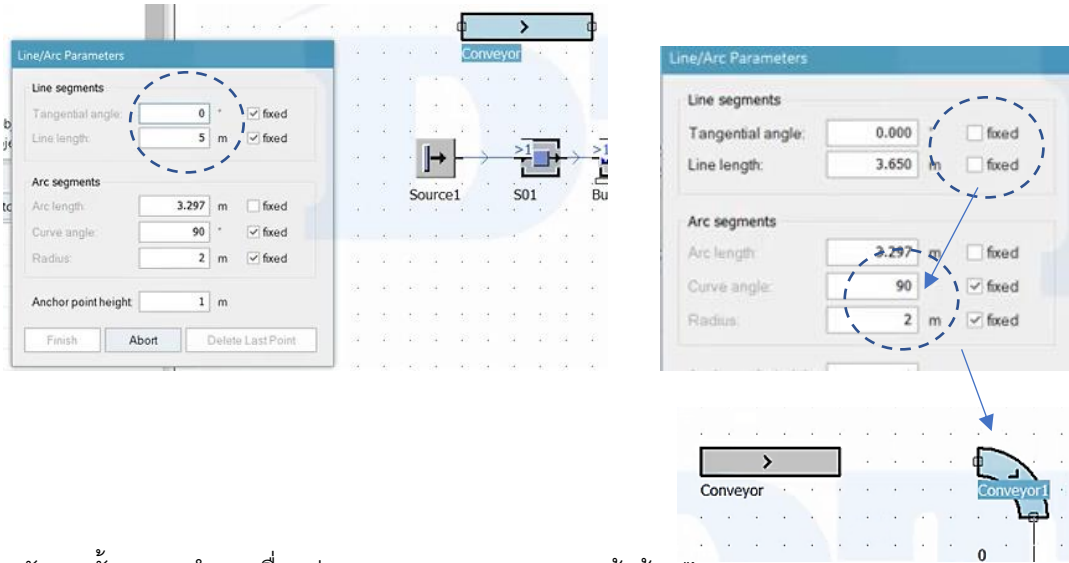 Line/Arc Parameters
Line segments
Tangential angle: 0 ° fixed
Line length: 5 m fixed
Arc segments
Arc length: 3.297 m fixed
Curve angle: 90 ° fixed
Radius: 2 m fixed
Anchor point height: 1 m
Finish Abort Delete Last Point
Conveyor
>1 >1
Source1 S01 Bu
Line/Arc Parameters
Line segments
Tangential angle: 0.000 ° fixed
Line length: 3.650 m fixed
Arc segments
Arc length: 3.297 m fixed
Curve angle: 90 fixed
Radius: 2 m fixed
Conveyor
Conveyor1
0